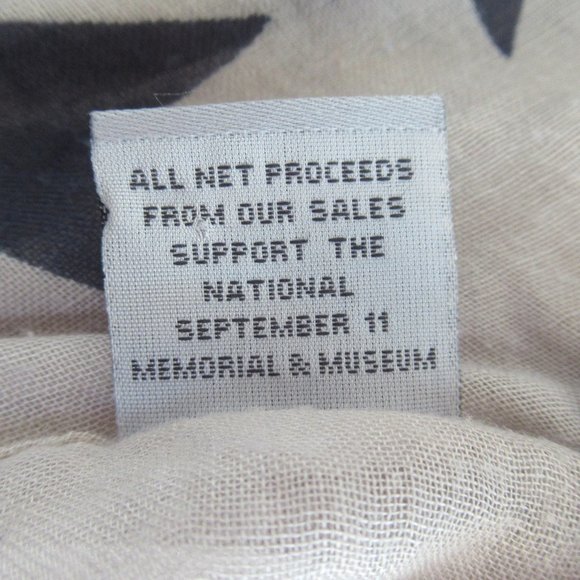 ALL NET PROCEEDS
FROM OUR SALES
SUPPORT THE
NATIONAL
SEPTEMBER 11
MEMORIAL & MUSEUM